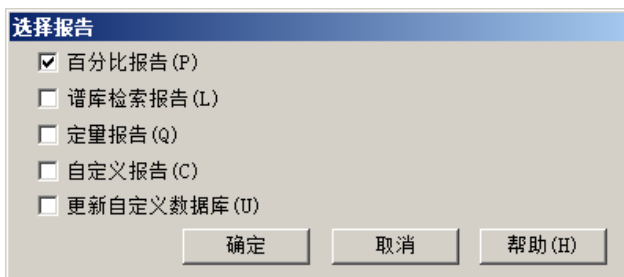 选择报告
百分比报告(P)
谱库检索报告(L)
定量报告(Q)
自定义报告(C)
更新自定义数据库(U)
确定 取消 帮助(H)